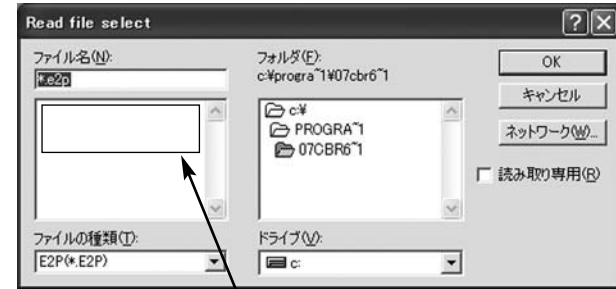 Read file select
ファイル名(N):
*.e2p
フォルダ(F):
c:¥progra~1¥07cbr6~1
c:¥
PROGRA~1
07CBR6~1
OK
キャンセル
ネットワーク(W)...
読み取り専用(R)
ファイルの種類(T):
E2P(*.E2P)
ドライブ(V):
c: